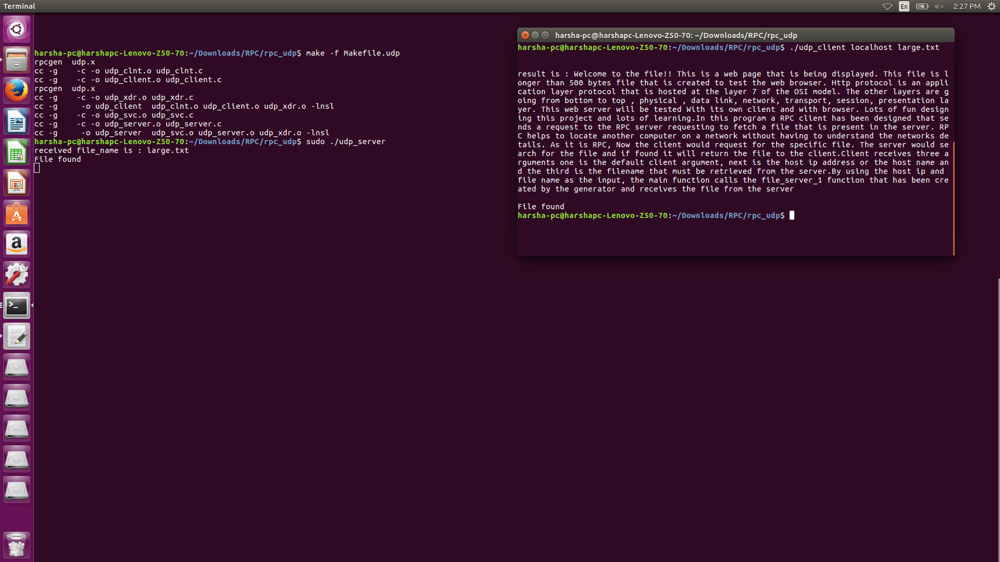 Terminal
En
2:27 PM
harsha-pc@harshapc-Lenovo-Z50-70:~/Downloads/RPC/rpc_udp$ make -f Makefile.udp
rpcgen  udp.x
cc -g    -c -o udp_clnt.o udp_clnt.c
cc -g    -c -o udp_client.o udp_client.c
rpcgen  udp.x
cc -g    -c -o udp_xdr.o udp_xdr.c
cc -g     -o udp_client  udp_clnt.o udp_client.o udp_xdr.o -lnsl
cc -g    -c -o udp_svc.o udp_svc.c
cc -g    -c -o udp_server.o udp_server.c
cc -g     -o udp_server  udp_svc.o udp_server.o udp_xdr.o -lnsl
harsha-pc@harshapc-Lenovo-Z50-70:~/Downloads/RPC/rpc_udp$ sudo ./udp_server
received file_name is : large.txt
File found
harsha-pc@harshapc-Lenovo-Z50-70: ~/Downloads/RPC/rpc_udp
harsha-pc@harshapc-Lenovo-Z50-70:~/Downloads/RPC/rpc_udp$ ./udp_client localhost large.txt
result is : Welcome to the file!! This is a web page that is being displayed. This file is l
onger than 500 bytes file that is created to test the web browser. Http protocol is an appli
cation layer protocol that is hosted at the layer 7 of the OSI model. The other layers are g
oing from bottom to top , physical , data link, network, transport, session, presentation la
yer. This web server will be tested With its own client and with browser. Lots of fun design
ing this project and lots of learning.In this program a RPC client has been designed that se
nds a request to the RPC server requesting to fetch a file that is present in the server. RP
C helps to locate another computer on a network without having to understand the networks de
tails. As it is RPC, Now the client would request for the specific file. The server would se
arch for the file and if found it will return the file to the client.Client receives three a
rguments one is the default client argument, next is the host ip address or the host name an
d the third is the filename that must be retrieved from the server.By using the host ip and
file name as the input, the main function calls the file_server_1 function that has been cre
ated by the generator and receives the file from the server
File found
harsha-pc@harshapc-Lenovo-Z50-70:~/Downloads/RPC/rpc_udp$